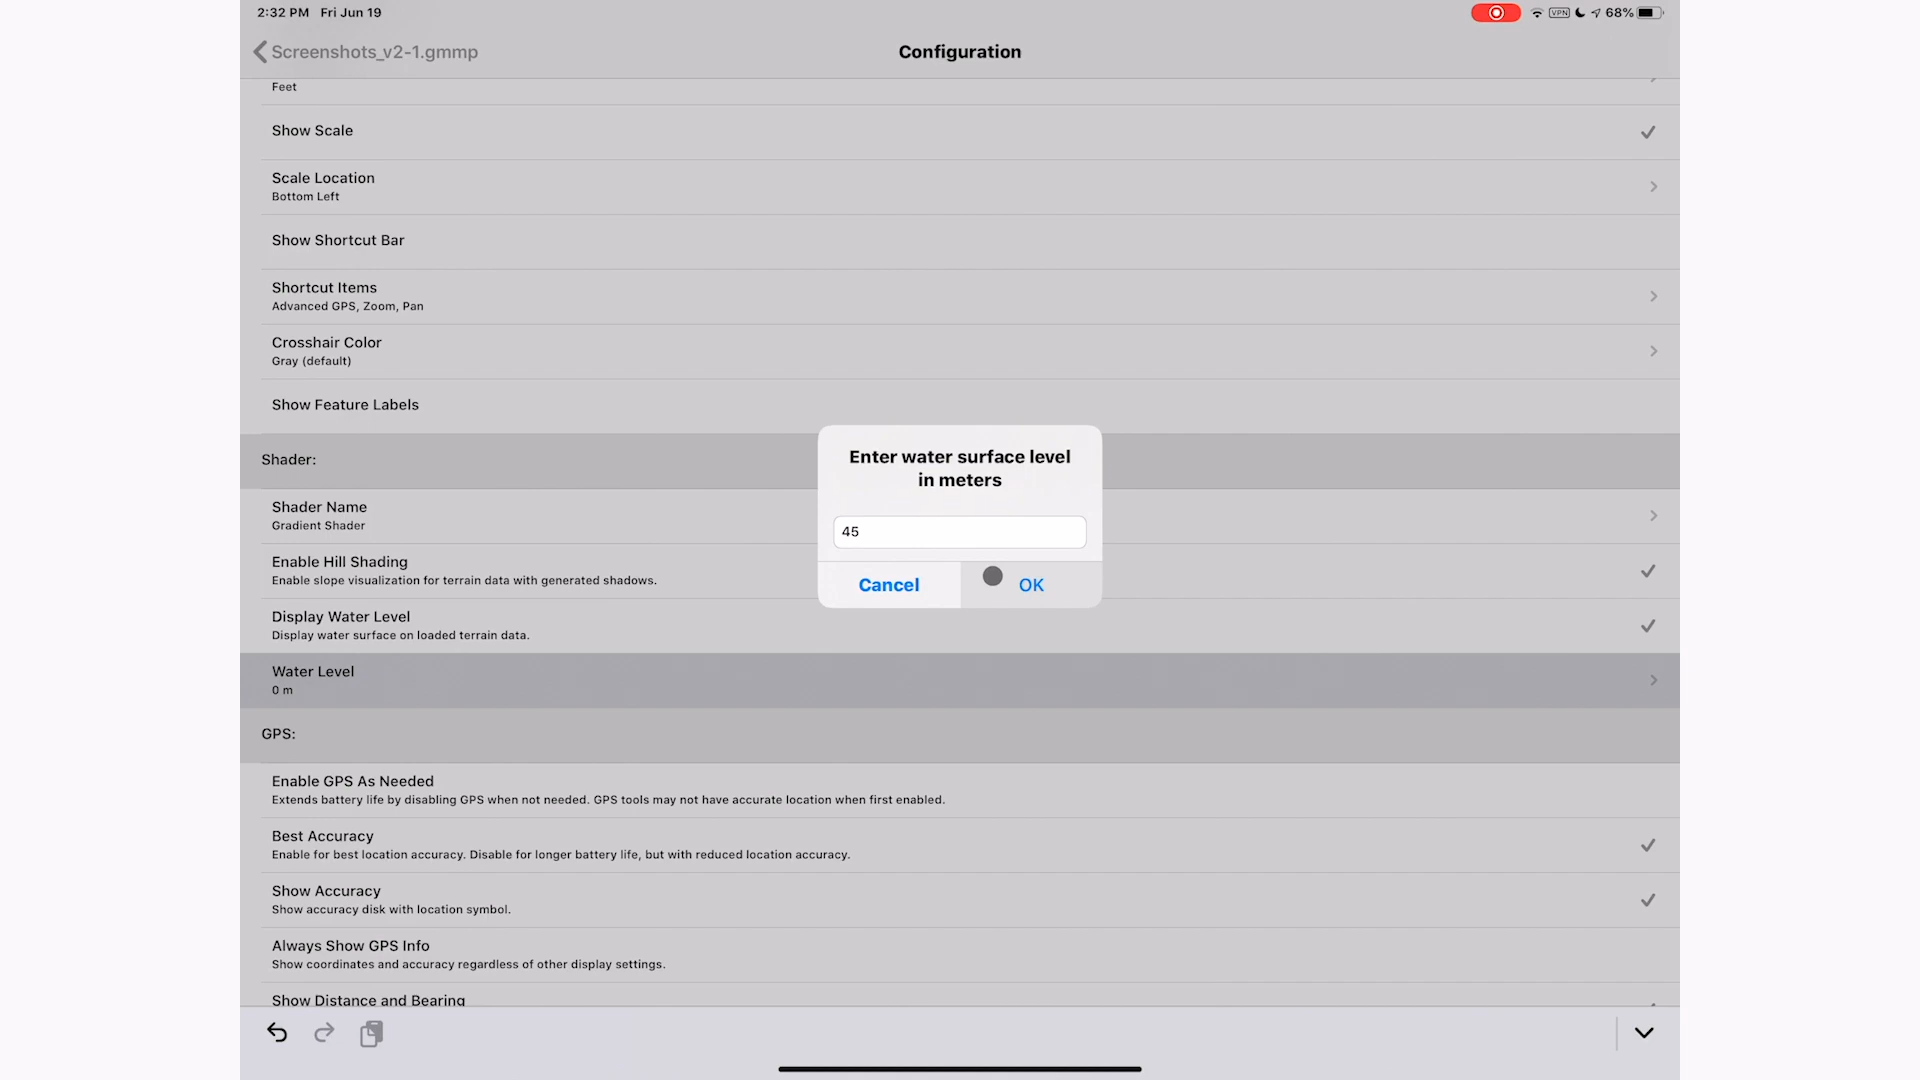 2:32 PM Fri Jun 19
VPN 68%
Screenshots_v2-1.gmmp
Configuration
Feet
Show Scale
Scale Location
Bottom Left
Show Shortcut Bar
Shortcut Items
Advanced GPS, Zoom, Pan
Crosshair Color
Gray (default)
Show Feature Labels
Shader:
Shader Name
Gradient Shader
Enable Hill Shading
Enable slope visualization for terrain data with generated shadows.
Display Water Level
Display water surface on loaded terrain data.
Water Level
0 m
Enter water surface level
in meters
45
Cancel
OK
GPS:
Enable GPS As Needed
Extends battery life by disabling GPS when not needed. GPS tools may not have accurate location when first enabled.
Best Accuracy
Enable for best location accuracy. Disable for longer battery life, but with reduced location accuracy.
Show Accuracy
Show accuracy disk with location symbol.
Always Show GPS Info
Show coordinates and accuracy regardless of other display settings.
Show Distance and Bearing